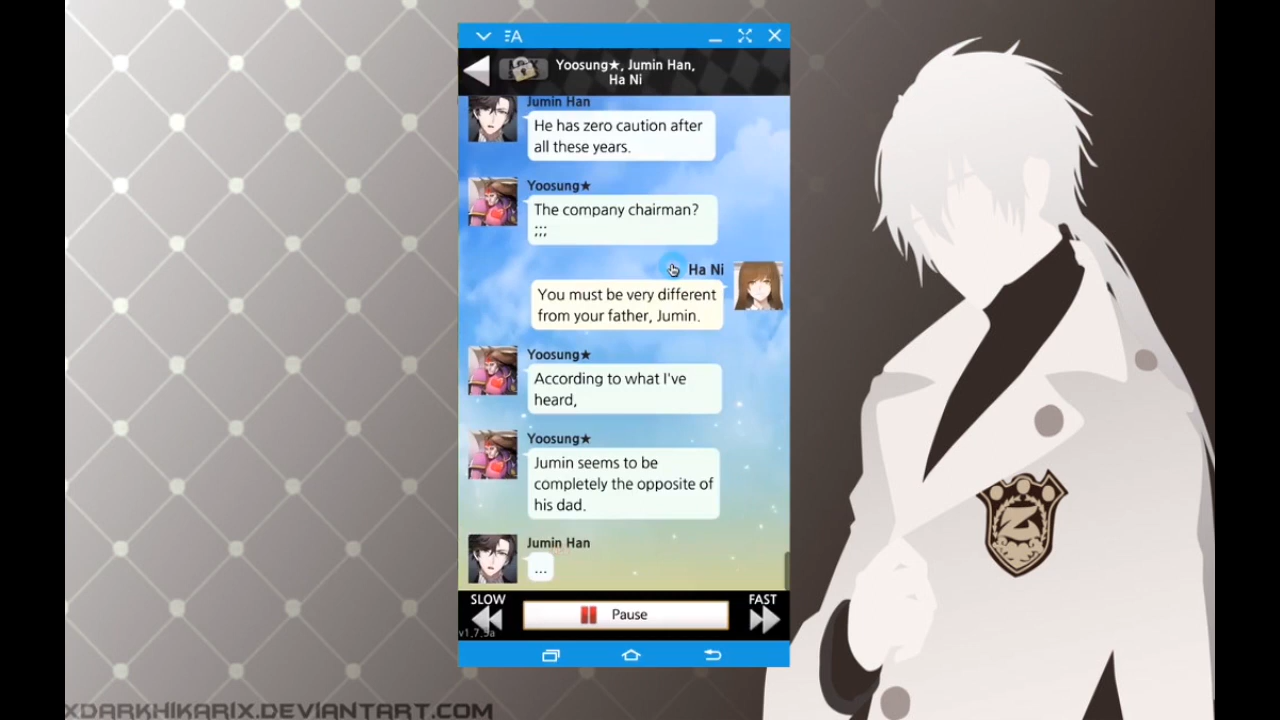 Yoosung★, Jumin Han,
Ha Ni
Jumin Han
He has zero caution after
all these years.
Yoosung★
The company chairman?
;;;
Ha Ni
You must be very different
from your father, Jumin.
Yoosung★
According to what I've
heard,
Yoosung★
Jumin seems to be
completely the opposite of
his dad.
Jumin Han
...
SLOW
Pause
FAST
Z
XDARKHIKARIX.DEVIANTART.COM